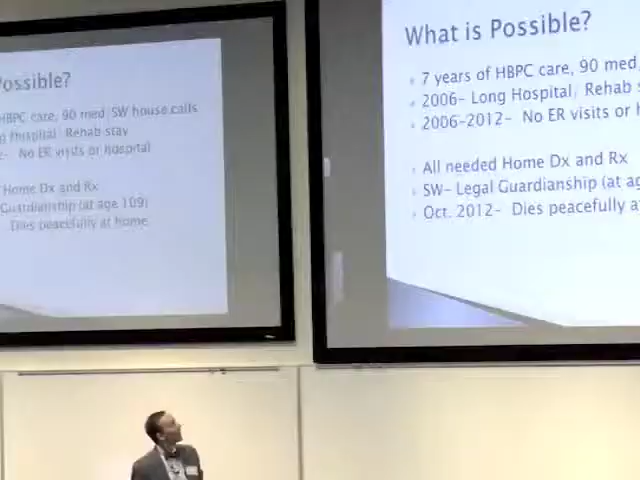 Possible?
HBPC care, 90 med/SW house calls
g Hospital, Rehab stay
- No ER visits or hospital
Home Dx and Rx
Guardianship (at age 109)
Dies peacefully at home
What is Possible?
7 years of HBPC care, 90 med
2006- Long Hospital, Rehab s
2006-2012- No ER visits or h
All needed Home Dx and Rx
SW- Legal Guardianship (at ag
Oct. 2012- Dies peacefully a